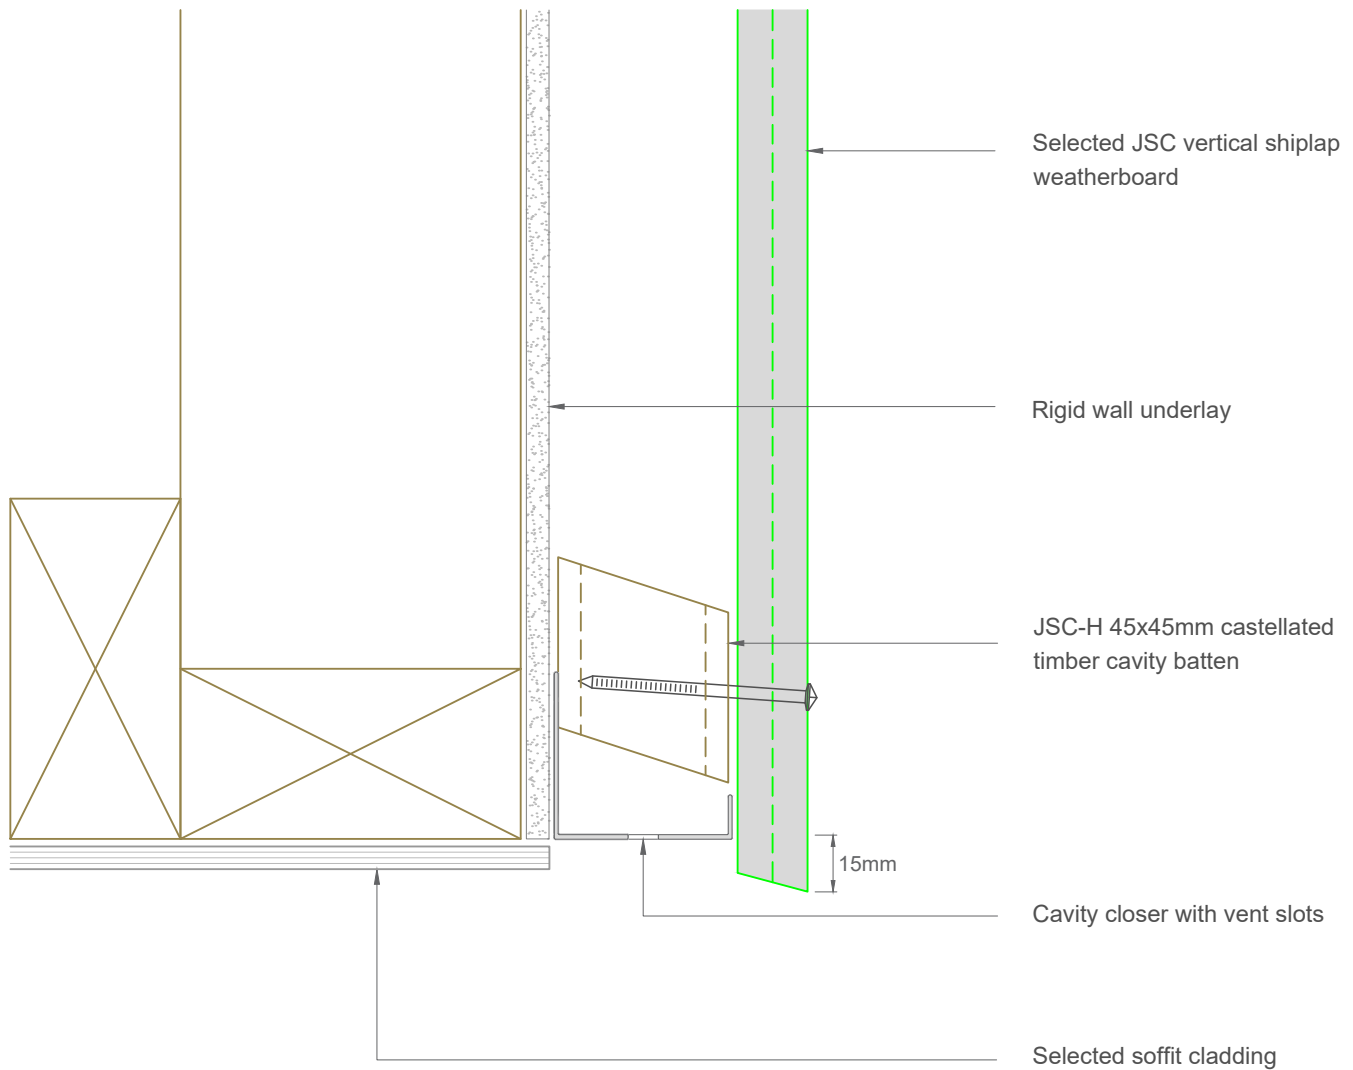 Selected JSC vertical shiplap
weatherboard
Rigid wall underlay
JSC-H 45x45mm castellated
timber cavity batten
15mm
Cavity closer with vent slots
Selected soffit cladding